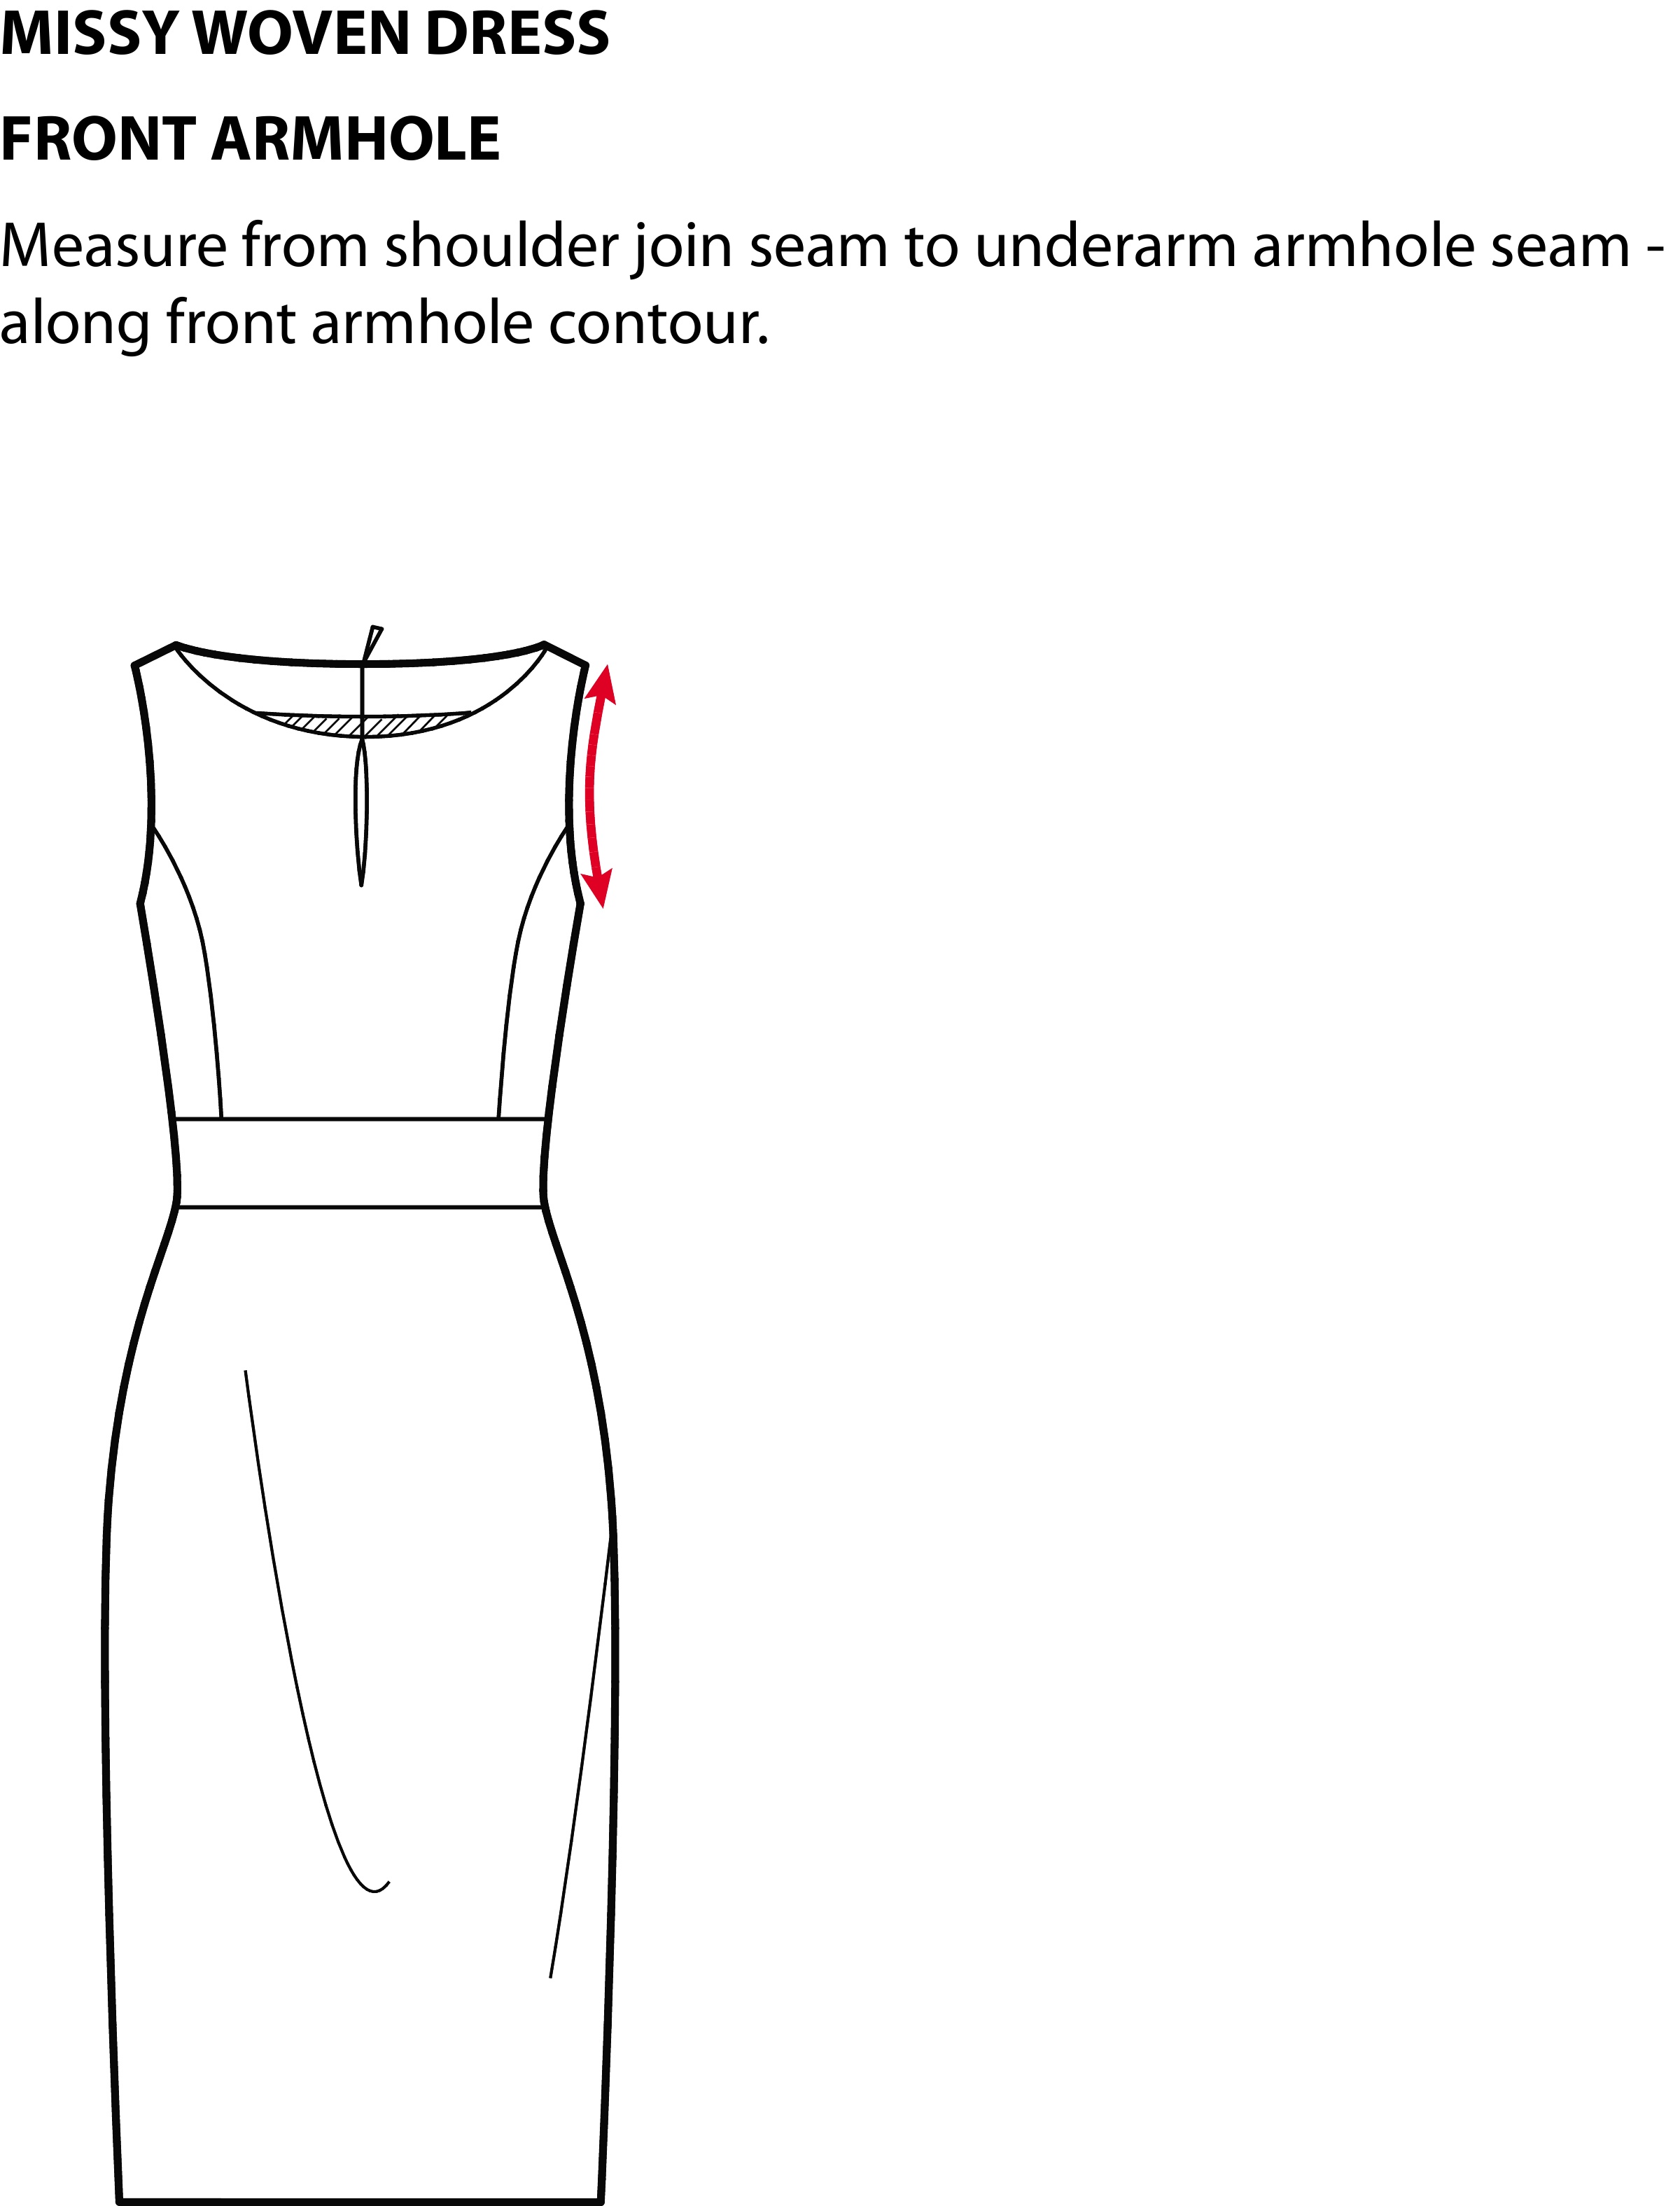 MISSY WOVEN DRESS
FRONT ARMHOLE
Measure from shoulder join seam to underarm armhole seam -
along front armhole contour.